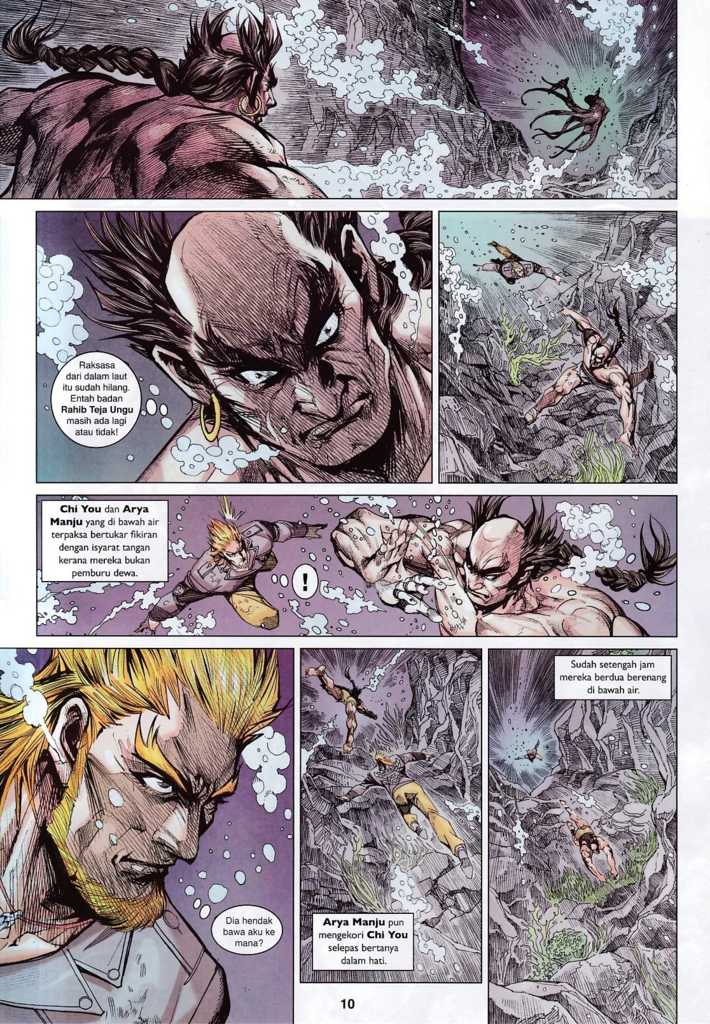 Raksasa
dari dalam laut
itu sudah hilang.
Entah badan
Rahib Teja Ungu
masih ada lagi
atau tidak!
Chi You dan Arya
Manju yang di bawah air
terpaksa bertukar fikiran
dengan isyarat tangan
kerana mereka bukan
pemburu dewa.
!
Dia hendak
bawa aku ke
mana?
Arya Manju pun
mengekori Chi You
selepas bertanya
dalam hati.
Sudah setengah jam
mereka berdua berenang
di bawah air.
10